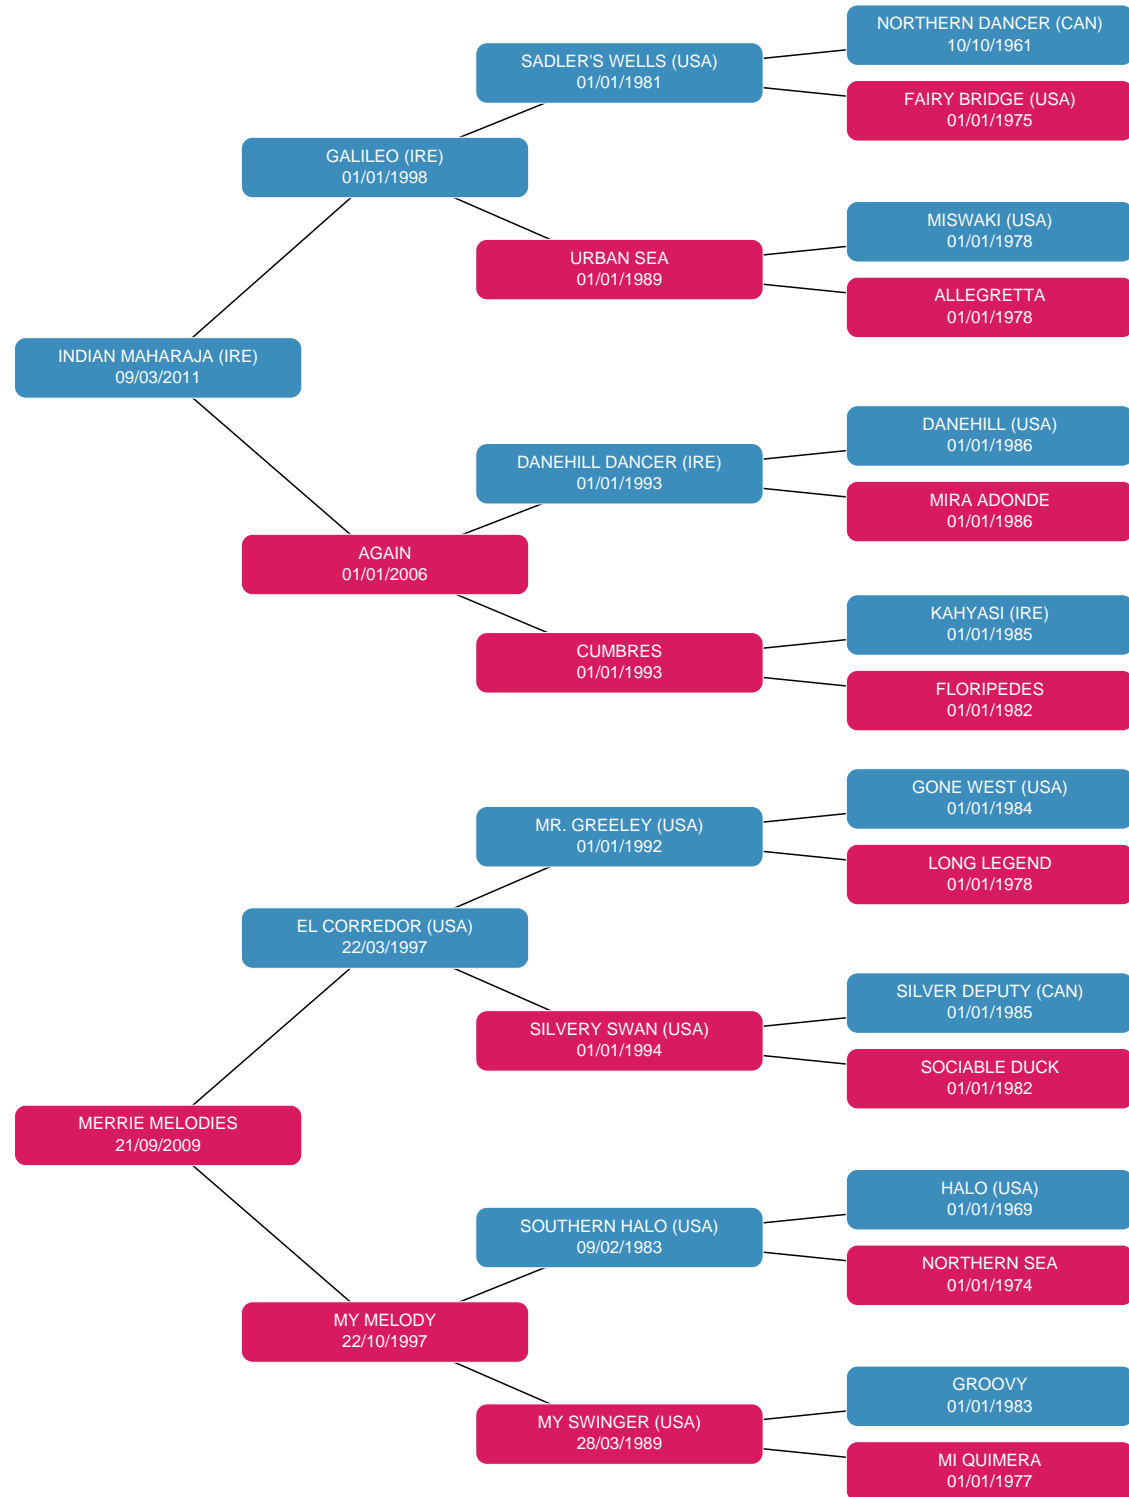 NORTHERN DANCER (CAN)
10/10/1961
SADLER'S WELLS (USA)
01/01/1981
FAIRY BRIDGE (USA)
01/01/1975
GALILEO (IRE)
01/01/1998
MISWAKI (USA)
01/01/1978
URBAN SEA
01/01/1989
ALLEGRETTA
01/01/1978
INDIAN MAHARAJA (IRE)
09/03/2011
DANEHILL (USA)
01/01/1986
DANEHILL DANCER (IRE)
01/01/1993
MIRA ADONDE
01/01/1986
AGAIN
01/01/2006
KAHYASI (IRE)
01/01/1985
CUMBRES
01/01/1993
FLORIPEDES
01/01/1982
GONE WEST (USA)
01/01/1984
MR. GREELEY (USA)
01/01/1992
LONG LEGEND
01/01/1978
EL CORREDOR (USA)
22/03/1997
SILVER DEPUTY (CAN)
01/01/1985
SILVERY SWAN (USA)
01/01/1994
SOCIABLE DUCK
01/01/1982
MERRIE MELODIES
21/09/2009
HALO (USA)
01/01/1969
SOUTHERN HALO (USA)
09/02/1983
NORTHERN SEA
01/01/1974
MY MELODY
22/10/1997
GROOVY
01/01/1983
MY SWINGER (USA)
28/03/1989
MI QUIMERA
01/01/1977